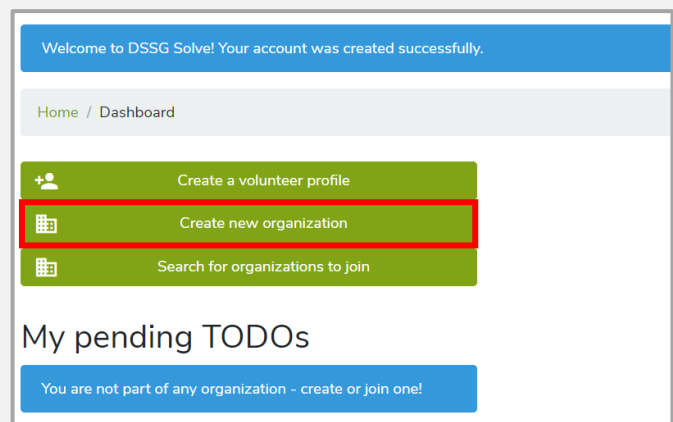 Welcome to DSSG Solve! Your account was created successfully.
Home / Dashboard
Create a volunteer profile
Create new organization
Search for organizations to join
My pending TODOs
You are not part of any organization - create or join one!